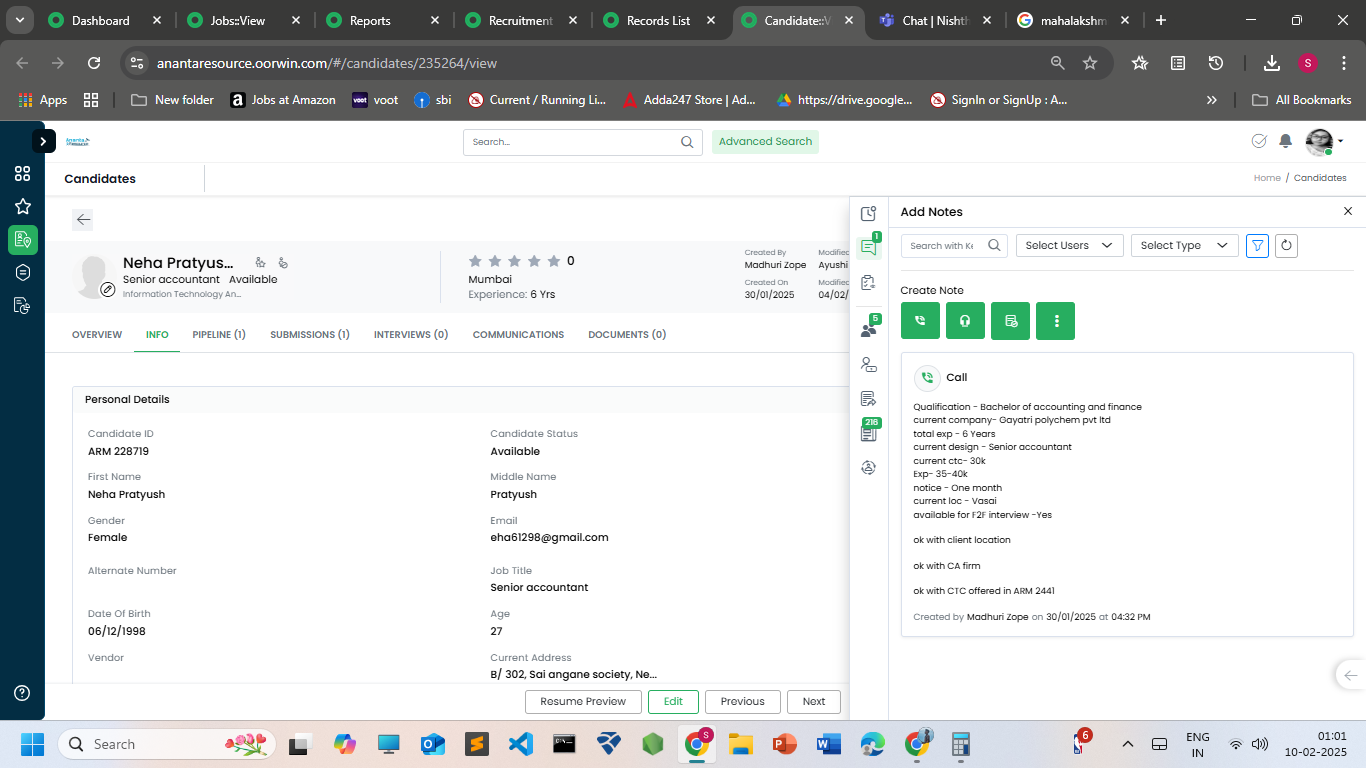 Dashboard
Jobs::View
Reports
Recruitment
Records List
Candidate::V
Chat | Nishth
mahalakshm
anantaresource.oorwin.com/#/candidates/235264/view
S
Apps
New folder
Jobs at Amazon
voot
sbi
Current / Running Li...
Adda247 Store | Ad...
https://drive.google...
SignIn or SignUp : A...
All Bookmarks
Search...
Advanced Search
Candidates
Home / Candidates
Neha Pratyus...
Senior accountant Available
Information Technology An...
0
Mumbai
Experience: 6 Yrs
Created By
Madhuri Zope
Created On
30/01/2025
Modified
Ayushi
Modified
04/02/
OVERVIEW
INFO
PIPELINE (1)
SUBMISSIONS (1)
INTERVIEWS (0)
COMMUNICATIONS
DOCUMENTS (0)
Personal Details
Candidate ID
ARM 228719
Candidate Status
Available
First Name
Neha Pratyush
Middle Name
Pratyush
Gender
Female
Email
eha61298@gmail.com
Alternate Number
Job Title
Senior accountant
Date Of Birth
06/12/1998
Age
27
Vendor
Current Address
B/ 302, Sai angane society, Ne...
Resume Preview
Edit
Previous
Next
1
5
216
Add Notes
Search with Ke
Select Users
Select Type
Create Note
Call
Qualification - Bachelor of accounting and finance
current company- Gayatri polychem pvt ltd
total exp - 6 Years
current design - Senior accountant
current ctc- 30k
Exp- 35-40k
notice - One month
current loc - Vasai
available for F2F interview -Yes
ok with client location
ok with CA firm
ok with CTC offered in ARM 2441
Created by Madhuri Zope on 30/01/2025 at 04:32 PM
Search
S
6
ENG
IN
01:01
10-02-2025